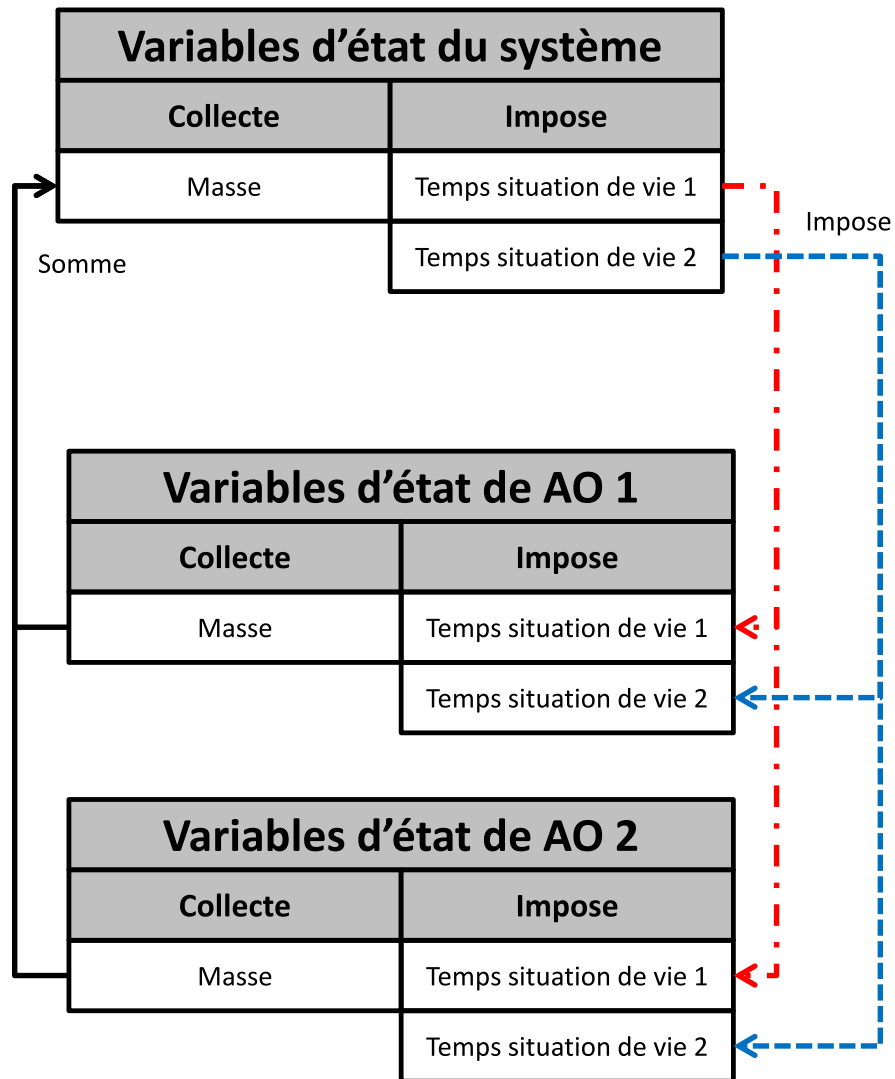 Variables d’état du système
Collecte Impose
Masse Temps situation de vie 1
Impose
Temps situation de vie 2
Somme
Variables d’état de AO 1
Collecte Impose
Masse Temps situation de vie 1
Temps situation de vie 2
Variables d’état de AO 2
Collecte Impose
Masse Temps situation de vie 1
Temps situation de vie 2